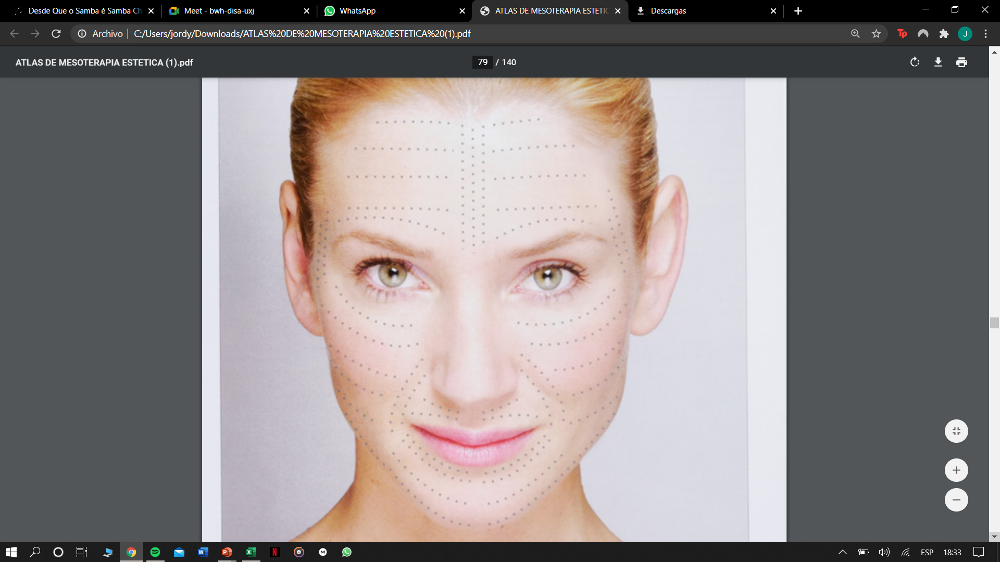 Desde Que o Samba é Samba Ch
Meet - bwh-disa-uxj
WhatsApp
ATLAS DE MESOTERAPIA ESTETIC
Descargas
Archivo
C:/Users/jordy/Downloads/ATLAS%20DE%20MESOTERAPIA%20ESTETICA%20(1).pdf
Tp
J
ATLAS DE MESOTERAPIA ESTETICA (1).pdf
79 / 140
ESP
18:33